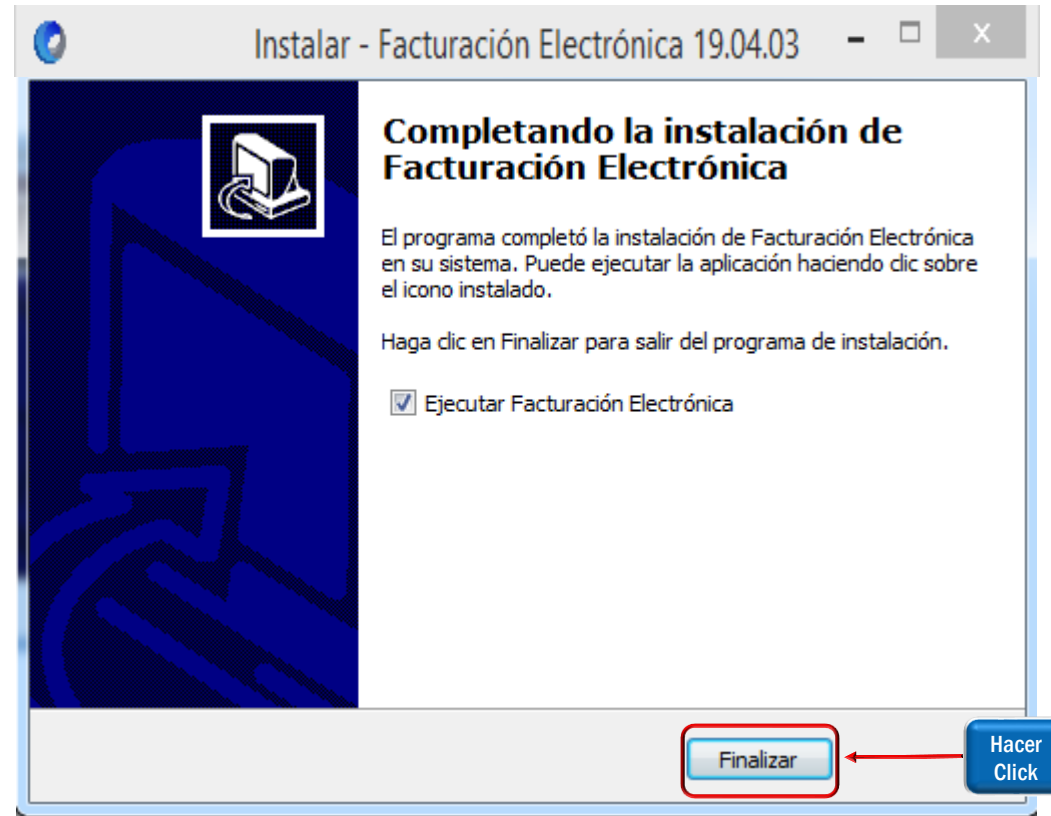 Instalar - Facturación Electrónica 19.04.03
Completando la instalación de
Facturación Electrónica
El programa completó la instalación de Facturación Electrónica
en su sistema. Puede ejecutar la aplicación haciendo clic sobre
el icono instalado.
Haga clic en Finalizar para salir del programa de instalación.
Ejecutar Facturación Electrónica
Finalizar
Hacer
Click